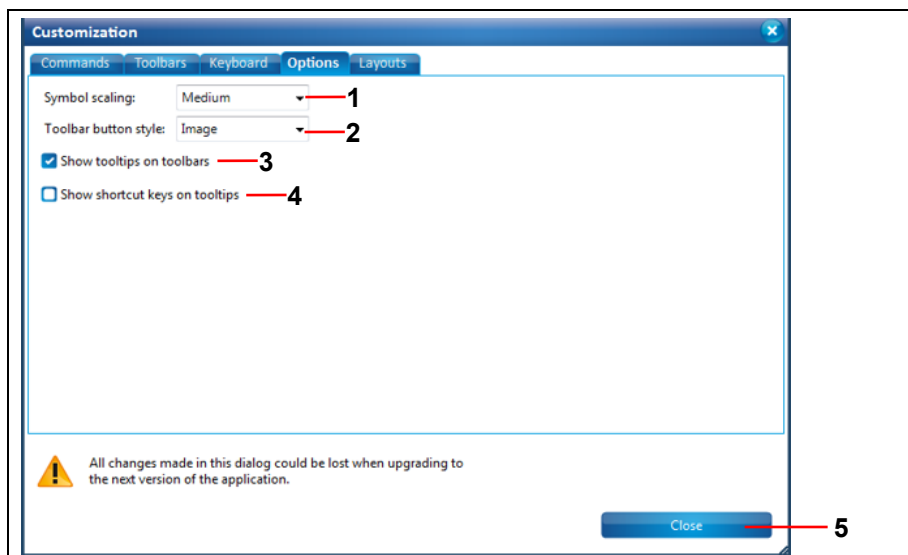 Customization
Commands Toolbars Keyboard Options Layouts
Symbol scaling: Medium 1
Toolbar button style: Image 2
Show tooltips on toolbars 3
Show shortcut keys on tooltips 4
All changes made in this dialog could be lost when upgrading to
the next version of the application.
Close 5